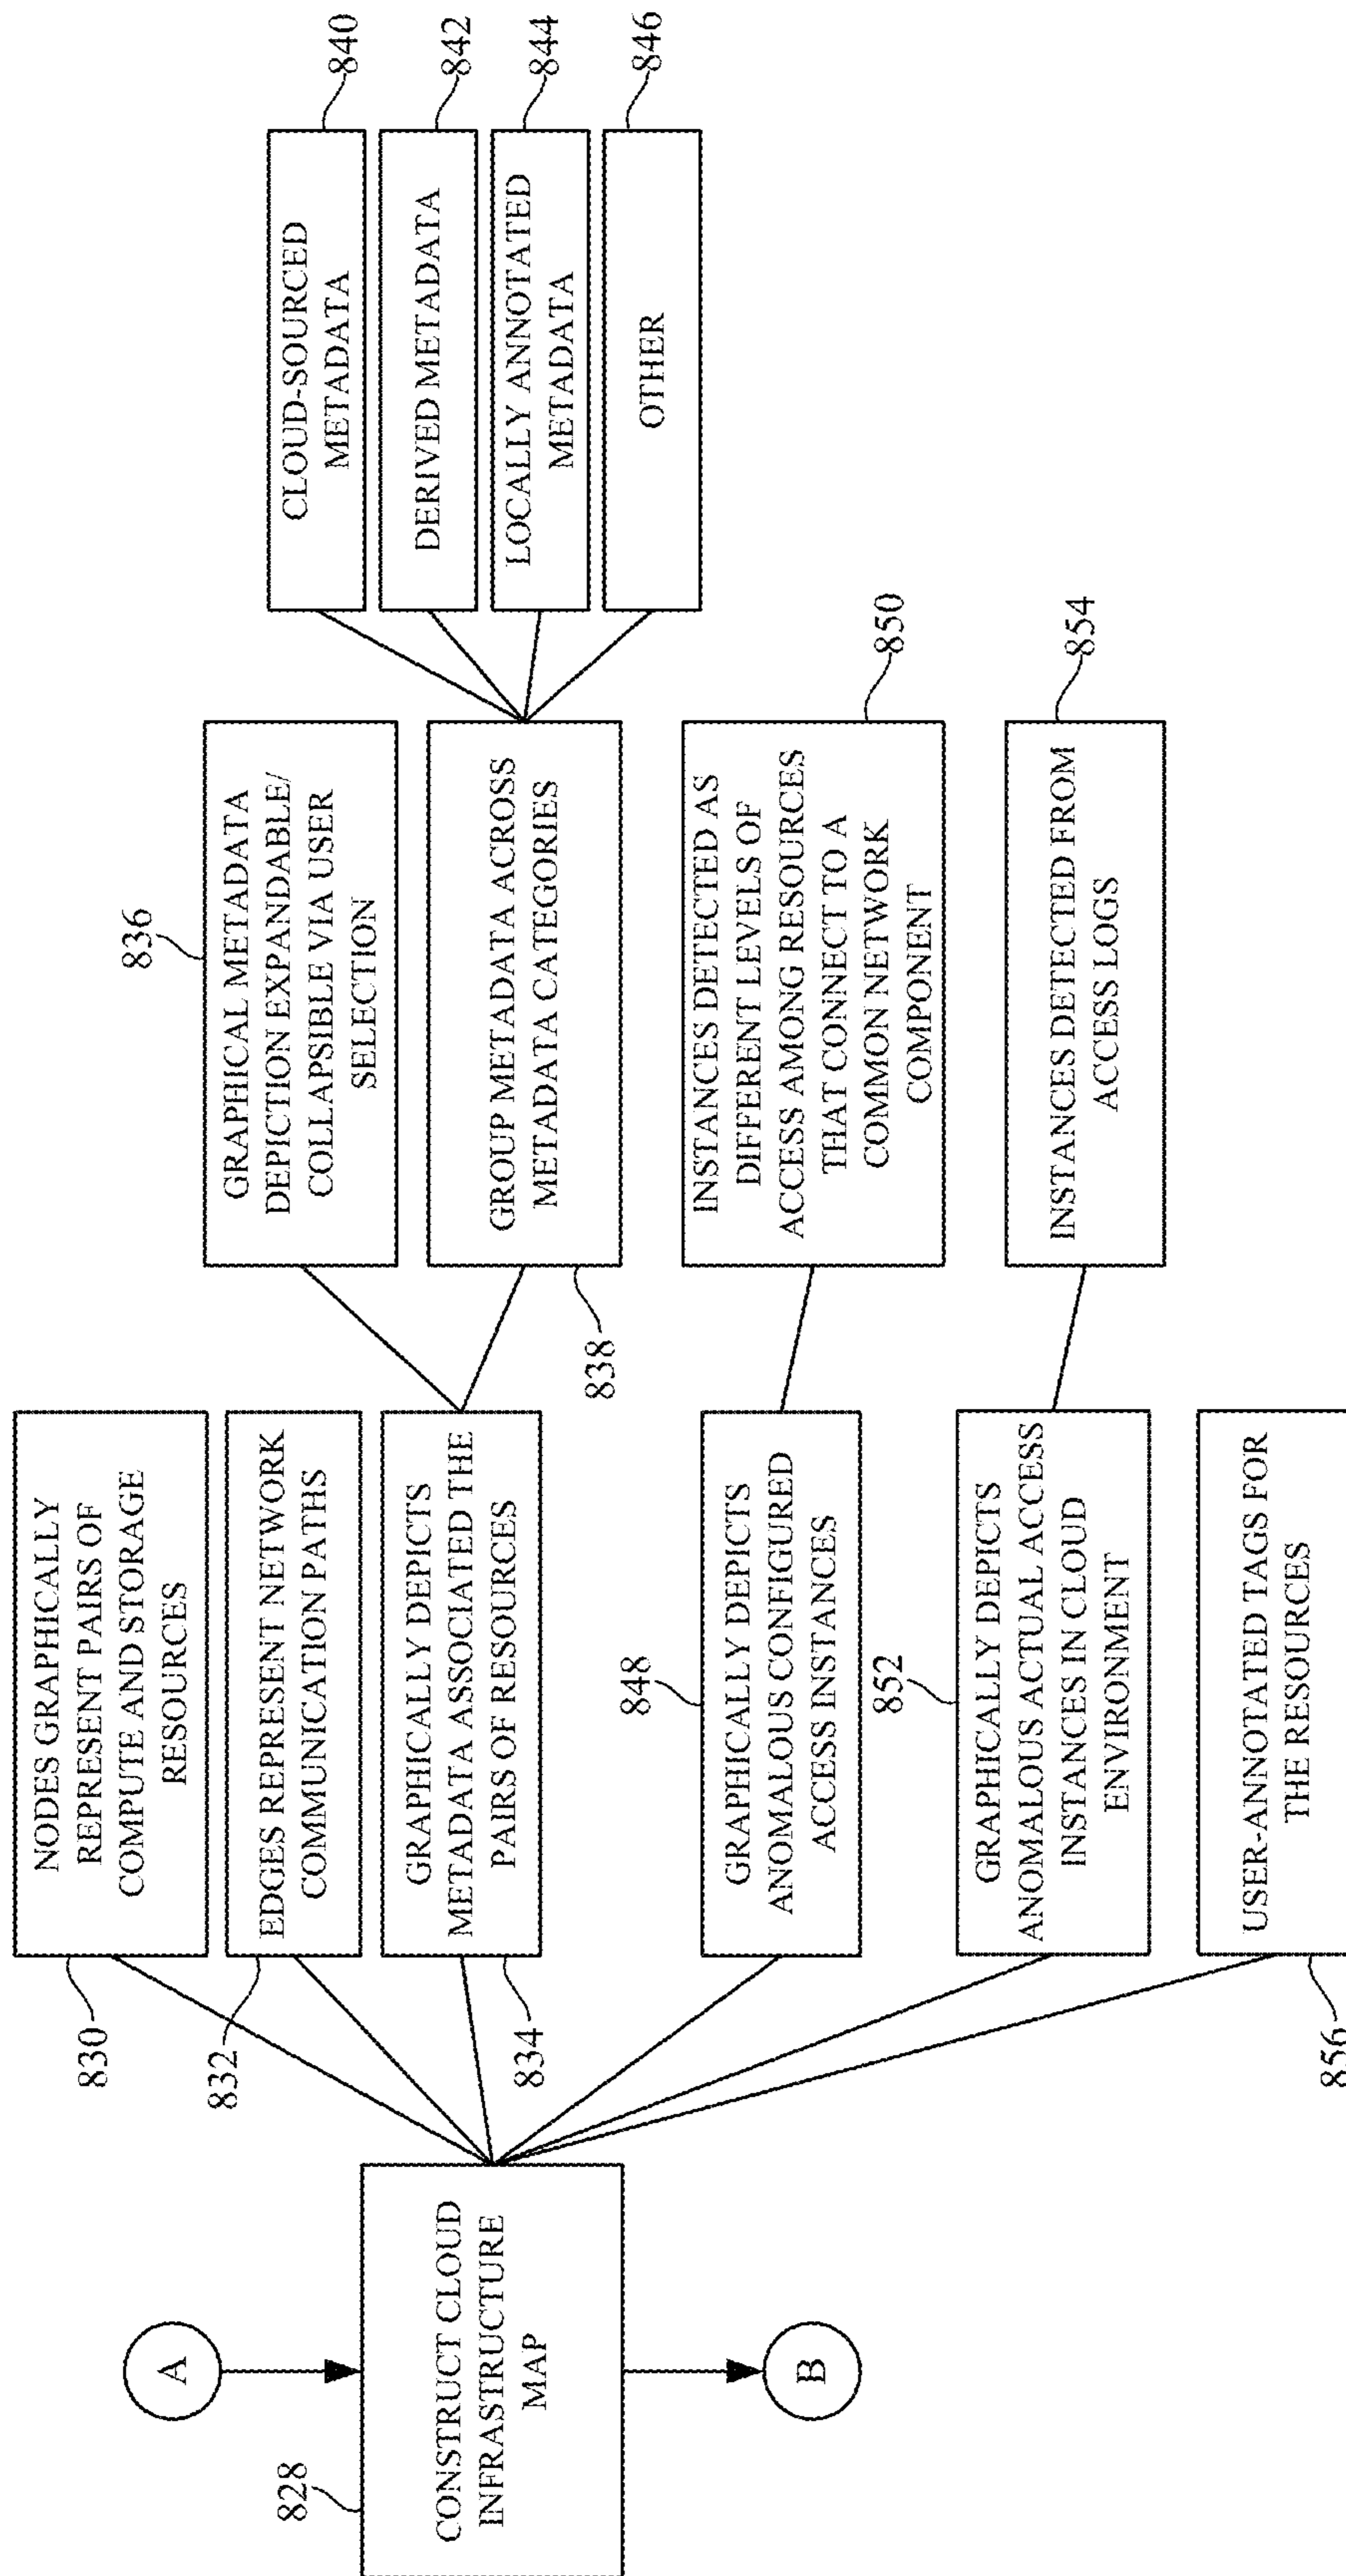 A
828
CONSTRUCT CLOUD
INFRASTRUCTURE
MAP
B
830
NODES GRAPHICALLY
REPRESENT PAIRS OF
COMPUTE AND STORAGE
RESOURCES
832
EDGES REPRESENT NETWORK
COMMUNICATION PATHS
834
GRAPHICALLY DEPICTS
METADATA ASSOCIATED THE
PAIRS OF RESOURCES
836
GRAPHICAL METADATA
DEPICTION EXPANDABLE/
COLLAPSIBLE VIA USER
SELECTION
838
GROUP METADATA ACROSS
METADATA CATEGORIES
840
CLOUD-SOURCED
METADATA
842
DERIVED METADATA
844
LOCALLY ANNOTATED
METADATA
846
OTHER
848
GRAPHICALLY DEPICTS
ANOMALOUS CONFIGURED
ACCESS INSTANCES
850
INSTANCES DETECTED AS
DIFFERENT LEVELS OF
ACCESS AMONG RESOURCES
THAT CONNECT TO A
COMMON NETWORK
COMPONENT
852
GRAPHICALLY DEPICTS
ANOMALOUS ACTUAL ACCESS
INSTANCES IN CLOUD
ENVIRONMENT
854
INSTANCES DETECTED FROM
ACCESS LOGS
856
USER-ANNOTATED TAGS FOR
THE RESOURCES